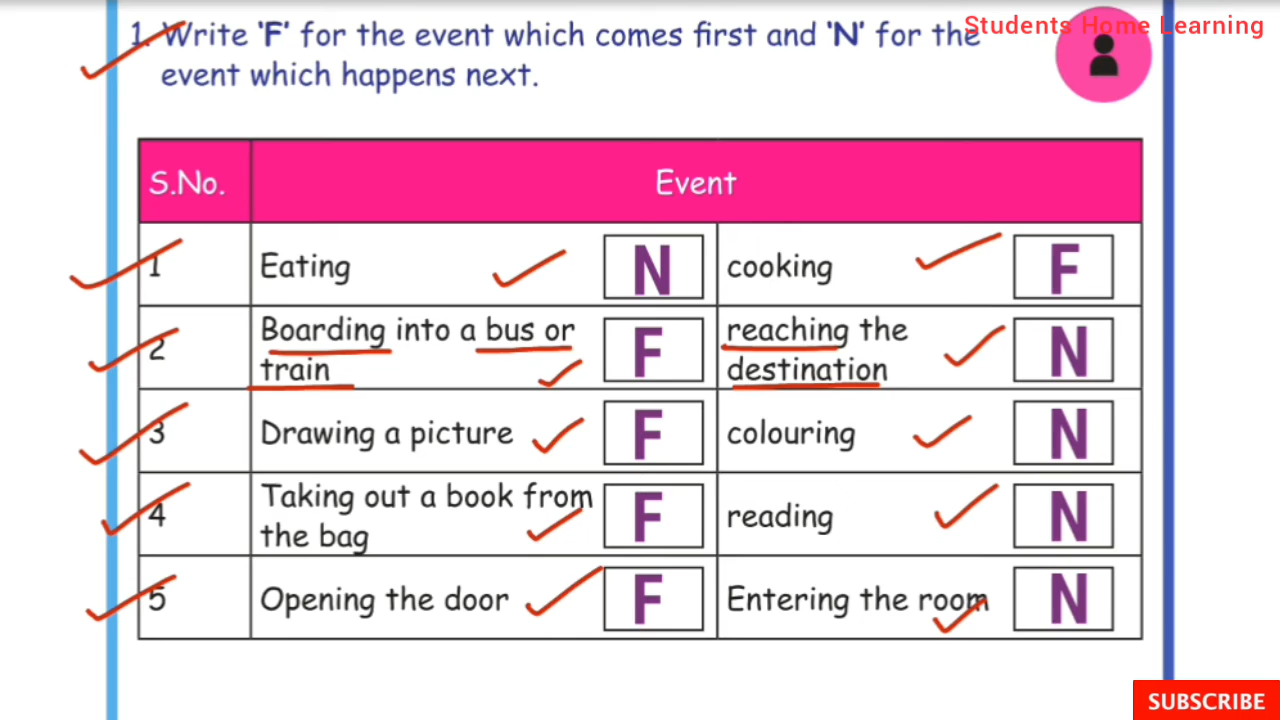 Students Home Learning
1. Write 'F' for the event which comes first and 'N' for the
event which happens next.
S.No. Event
1 Eating N cooking F
2 Boarding into a bus or train F reaching the destination N
3 Drawing a picture F colouring N
4 Taking out a book from the bag F reading N
5 Opening the door F Entering the room N
SUBSCRIBE